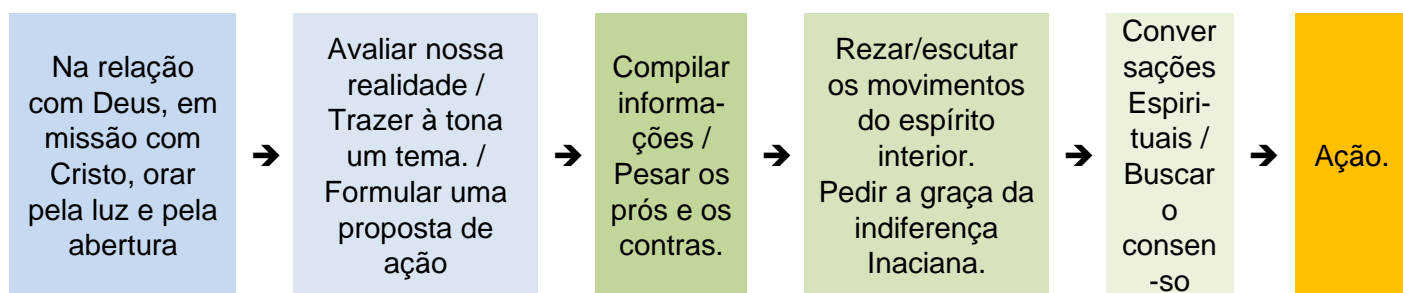 Na relação
com Deus, em
missão com
Cristo, orar
pela luz e pela
abertura
➔
Avaliar nossa
realidade /
Trazer à tona
um tema. /
Formular uma
proposta de
ação
➔
Compilar
informa-
ções /
Pesar os
prós e os
contras.
➔
Rezar/escutar
os movimentos
do espírito
interior.
Pedir a graça da
indiferença
Inaciana.
➔
Conver
sações
Espiri-
tuais /
Buscar
o
consen
-so
➔
Ação.